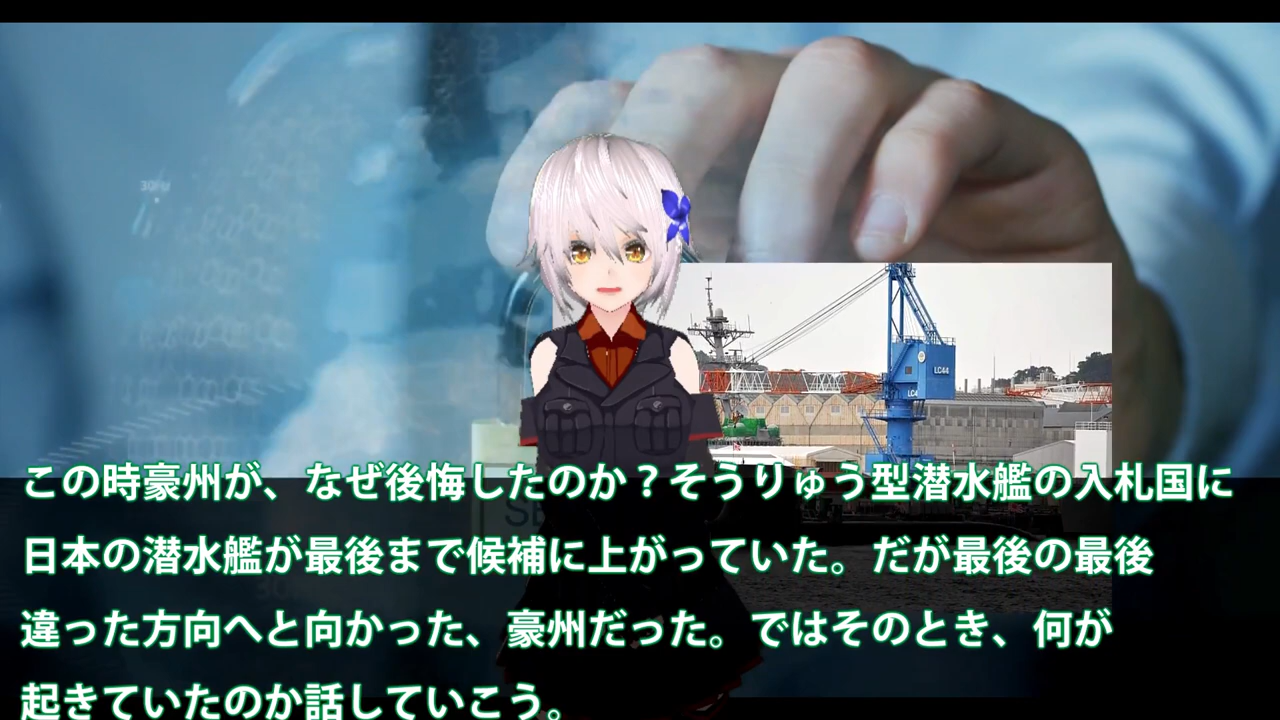 この時豪州が、なぜ後悔したのか？そうりゅう型潜水艦の入札国に
日本の潜水艦が最後まで候補に上がっていた。だが最後の最後
違った方向へと向かった、豪州だった。ではそのとき、何が
起きていたのか話していこう。
LC44
LC4